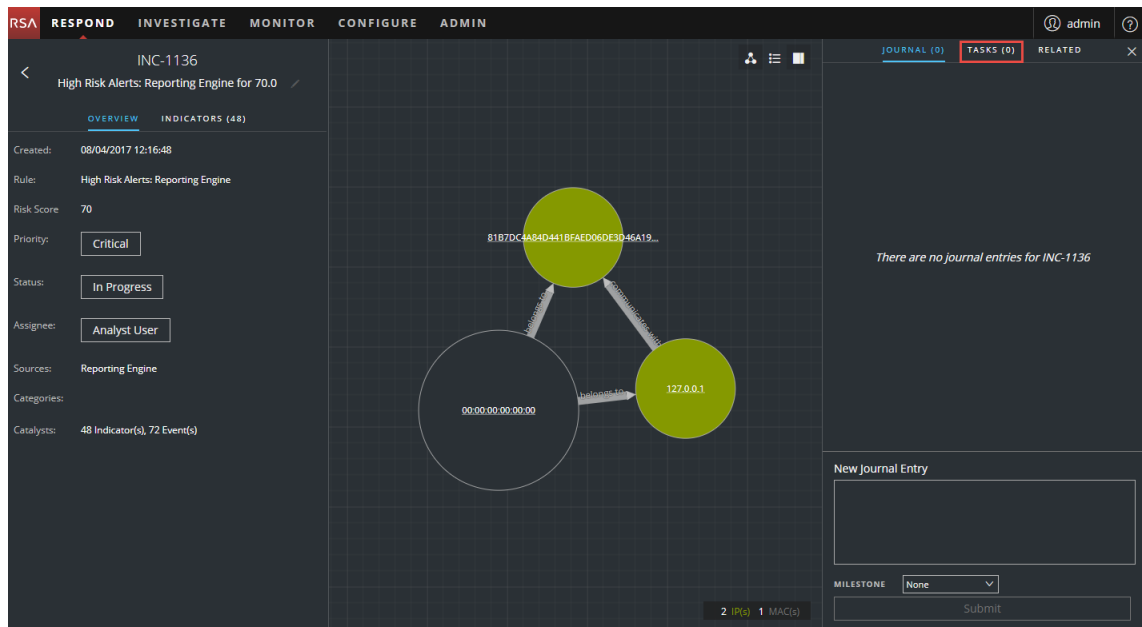 RSA RESPOND INVESTIGATE MONITOR CONFIGURE ADMIN admin ?
INC-1136
High Risk Alerts: Reporting Engine for 70.0
OVERVIEW INDICATORS (48)
Created: 08/04/2017 12:16:48
Rule: High Risk Alerts: Reporting Engine
Risk Score 70
Priority: Critical
Status: In Progress
Assignee: Analyst User
Sources: Reporting Engine
Categories:
Catalysts: 48 Indicator(s), 72 Event(s)
81B7DC4A84D441BFAED06DE3D46A19...
belongs to
communicates with
00:00:00:00:00:00
belongs to
127.0.0.1
2 IP(s) 1 MAC(s)
JOURNAL (0) TASKS (0) RELATED
There are no journal entries for INC-1136
New Journal Entry
MILESTONE None
Submit